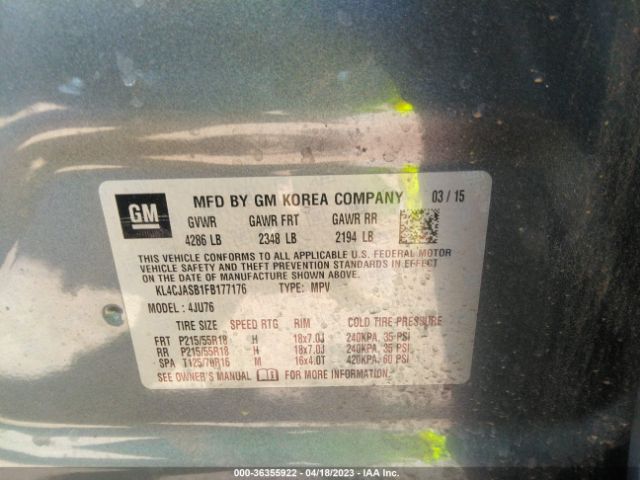 GM
MFD BY GM KOREA COMPANY 03 / 15
GVWR GAWR FRT GAWR RR
4286 LB 2348 LB 2194 LB
THIS VEHICLE CONFORMS TO ALL APPLICABLE U.S. FEDERAL MOTOR
VEHICLE SAFETY AND THEFT PREVENTION STANDARDS IN EFFECT
ON THE DATE OF MANUFACTURE SHOWN ABOVE.
KL4CJASB1FB177176 TYPE: MPV
MODEL : 4JU76
TIRE SIZE SPEED RTG RIM COLD TIRE PRESSURE
FRT P215/55R18 H 18x7.0J 240KPA, 35 PSI
RR P215/55R18 H 18x7.0J 240KPA, 35 PSI
SPA T125/70R16 M 16x4.0T 420KPA, 60 PSI
SEE OWNER'S MANUAL FOR MORE INFORMATION
000-36355922 - 04/18/2023 - IAA Inc.